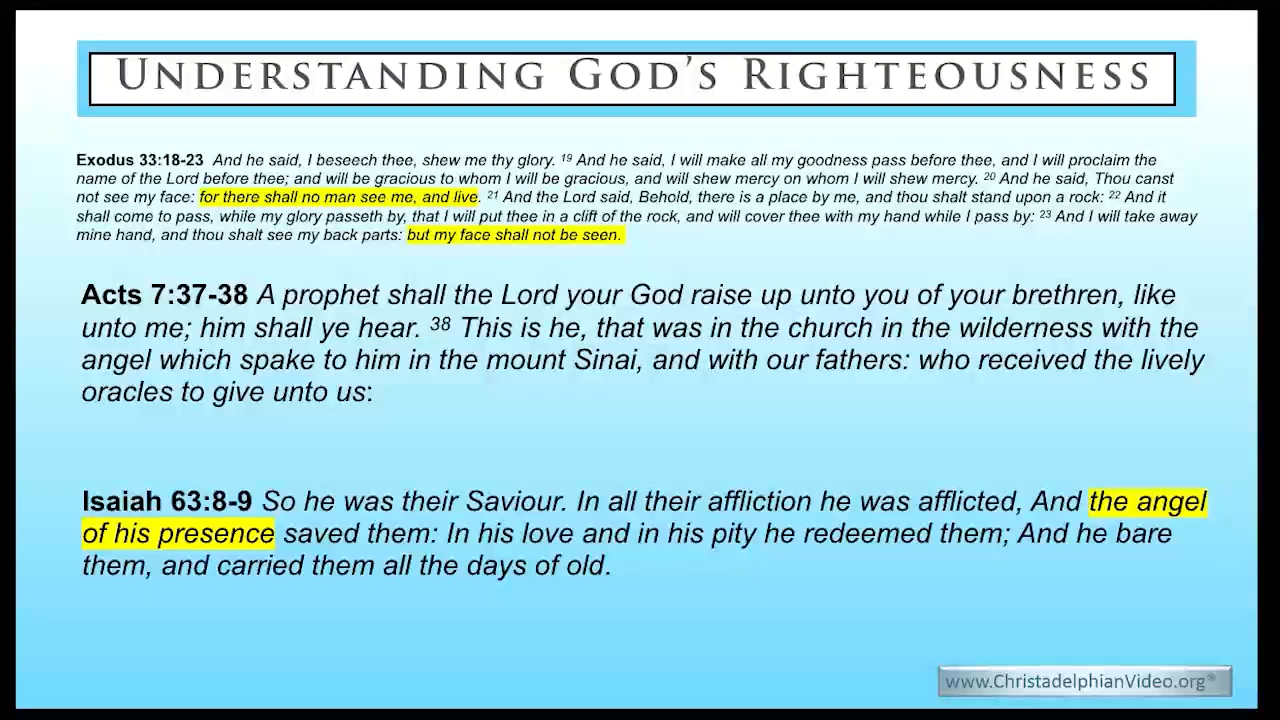 UNDERSTANDING GOD'S RIGHTEOUSNESS
Exodus 33:18-23 And he said, I beseech thee, shew me thy glory. 19 And he said, I will make all my goodness pass before thee, and I will proclaim the
name of the Lord before thee; and will be gracious to whom I will be gracious, and will shew mercy on whom I will shew mercy. 20 And he said, Thou canst
not see my face: for there shall no man see me, and live. 21 And the Lord said, Behold, there is a place by me, and thou shalt stand upon a rock: 22 And it
shall come to pass, while my glory passeth by, that I will put thee in a clift of the rock, and will cover thee with my hand while I pass by: 23 And I will take away
mine hand, and thou shalt see my back parts: but my face shall not be seen.
Acts 7:37-38 A prophet shall the Lord your God raise up unto you of your brethren, like
unto me; him shall ye hear. 38 This is he, that was in the church in the wilderness with the
angel which spake to him in the mount Sinai, and with our fathers: who received the lively
oracles to give unto us:
Isaiah 63:8-9 So he was their Saviour. In all their affliction he was afflicted, And the angel
of his presence saved them: In his love and in his pity he redeemed them; And he bare
them, and carried them all the days of old.
www.ChristadelphianVideo.org®